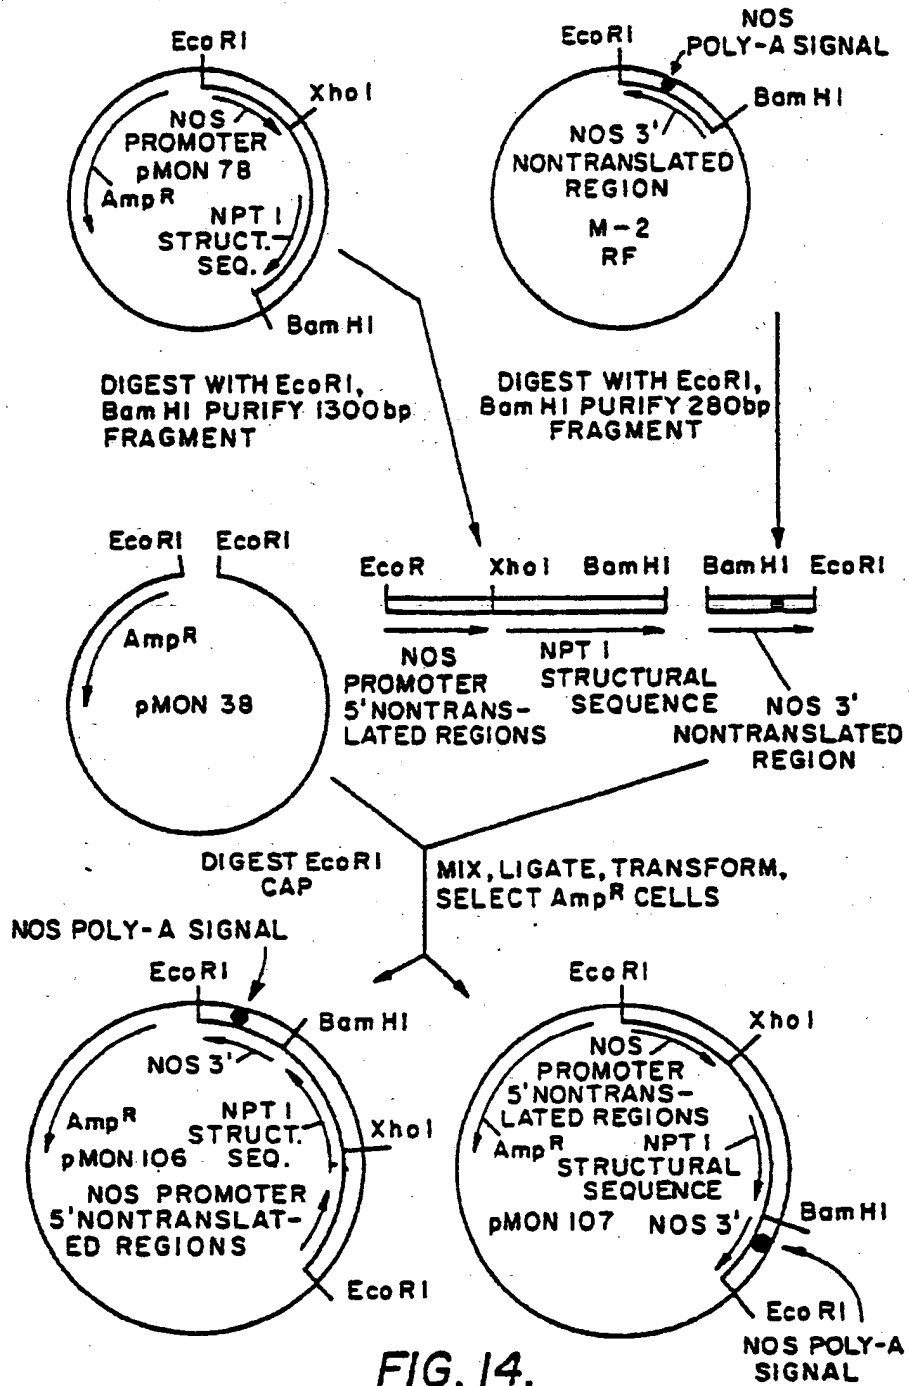 EcoRI
XhoI
NOS
PROMOTER
pMON 78
AmpR
NPT I
STRUCT.
SEQ.
BamHI
EcoRI
NOS
POLY-A SIGNAL
BamHI
NOS 3'
NONTRANSLATED
REGION
M-2
RF
DIGEST WITH EcoRI,
BamHI PURIFY 1300bp
FRAGMENT
DIGEST WITH EcoRI,
BamHI PURIFY 280bp
FRAGMENT
EcoRI EcoRI
AmpR
pMON 38
EcoR XhoI BamHI BamHI EcoRI
NOS
PROMOTER
5'NONTRANS-
LATED REGIONS
NPT I
STRUCTURAL
SEQUENCE
NOS 3'
NONTRANSLATED
REGION
DIGEST EcoRI
CAP
MIX, LIGATE, TRANSFORM,
SELECT AmpR CELLS
NOS POLY-A SIGNAL
EcoRI
BamHI
NOS 3'
AmpR
pMON 106
NPT I
STRUCT.
SEQ.
XhoI
NOS PROMOTER
5'NONTRANSLAT-
ED REGIONS
EcoRI
EcoRI
XhoI
NOS
PROMOTER
5'NONTRANS-
LATED REGIONS
AmpR
NPT I
STRUCTURAL
SEQUENCE
pMON 107
NOS 3'
BamHI
EcoRI
NOS POLY-A
SIGNAL
FIG. 14.